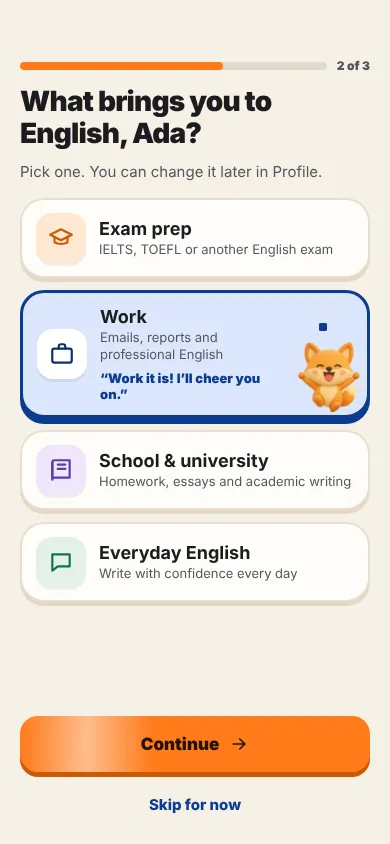 2 of 3
What brings you to
English, Ada?
Pick one. You can change it later in Profile.
Exam prep
IELTS, TOEFL or another English exam
Work
Emails, reports and
professional English
“Work it is! I’ll cheer you
on.”
School & university
Homework, essays and academic writing
Everyday English
Write with confidence every day
Continue →
Skip for now